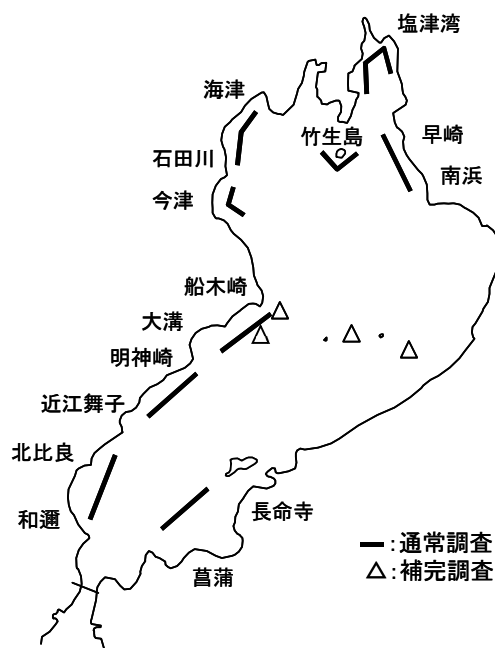 塩津湾
海津
竹生島
早崎
石田川
南浜
今津
船木崎
大溝
明神崎
近江舞子
北比良
長命寺
和邇
菖蒲
━:通常調査
△:補完調査